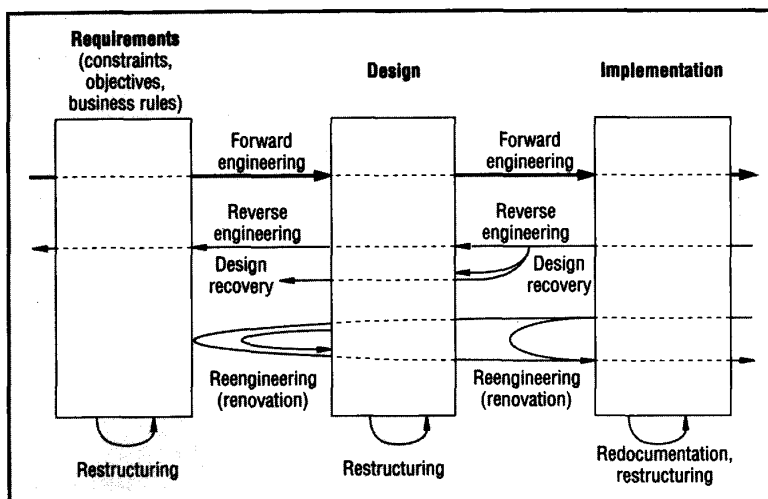 Requirements
(constraints,
objectives,
business rules)
Design
Implementation
Forward
engineering
Forward
engineering
Reverse
engineering
Reverse
engineering
Design
recovery
Design
recovery
Reengineering
(renovation)
Reengineering
(renovation)
Restructuring
Restructuring
Redocumentation,
restructuring